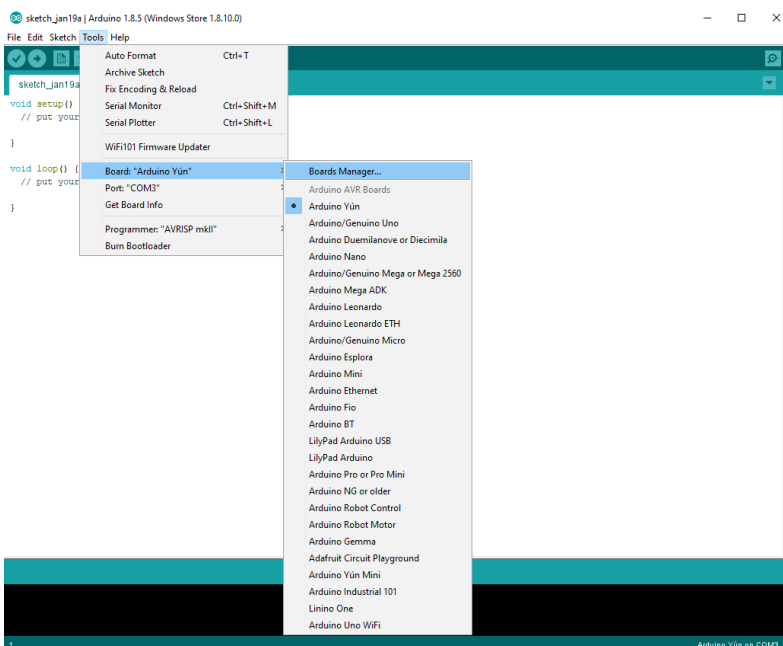 sketch_jan19a | Arduino 1.8.5 (Windows Store 1.8.10.0)
File Edit Sketch Tools Help
sketch_jan19a
void setup()
// put your
}
void loop() {
// put your
}
Auto Format Ctrl+T
Archive Sketch
Fix Encoding & Reload
Serial Monitor Ctrl+Shift+M
Serial Plotter Ctrl+Shift+L
WiFi101 Firmware Updater
Board: "Arduino Yún"
Port: "COM3"
Get Board Info
Programmer: "AVRISP mkII"
Burn Bootloader
Boards Manager...
Arduino AVR Boards
Arduino Yún
Arduino/Genuino Uno
Arduino Duemilanove or Diecimila
Arduino Nano
Arduino/Genuino Mega or Mega 2560
Arduino Mega ADK
Arduino Leonardo
Arduino Leonardo ETH
Arduino/Genuino Micro
Arduino Esplora
Arduino Mini
Arduino Ethernet
Arduino Fio
Arduino BT
LilyPad Arduino USB
LilyPad Arduino
Arduino Pro or Pro Mini
Arduino NG or older
Arduino Robot Control
Arduino Robot Motor
Arduino Gemma
Adafruit Circuit Playground
Arduino Yún Mini
Arduino Industrial 101
Linino One
Arduino Uno WiFi
1 Arduino Yún on COM3